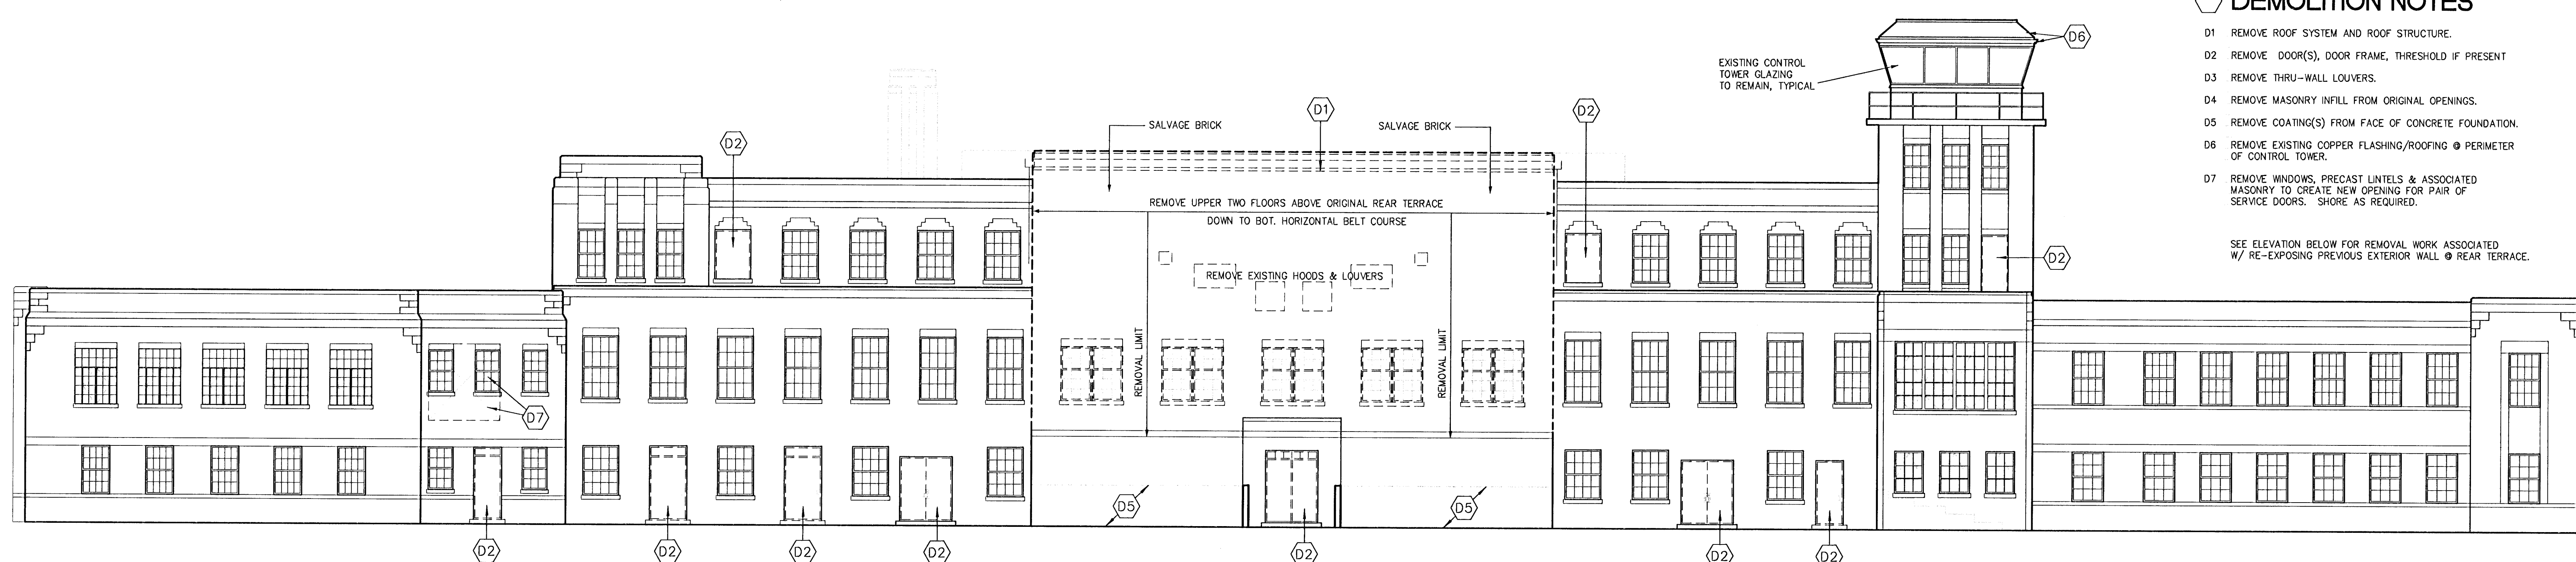 DEMOLITION NOTES
D1 REMOVE ROOF SYSTEM AND ROOF STRUCTURE.
D2 REMOVE DOOR(S), DOOR FRAME, THRESHOLD IF PRESENT
D3 REMOVE THRU-WALL LOUVERS.
D4 REMOVE MASONRY INFILL FROM ORIGINAL OPENINGS.
D5 REMOVE COATING(S) FROM FACE OF CONCRETE FOUNDATION.
D6 REMOVE EXISTING COPPER FLASHING/ROOFING @ PERIMETER
OF CONTROL TOWER.
D7 REMOVE WINDOWS, PRECAST LINTELS & ASSOCIATED
MASONRY TO CREATE NEW OPENING FOR PAIR OF
SERVICE DOORS. SHORE AS REQUIRED.
SEE ELEVATION BELOW FOR REMOVAL WORK ASSOCIATED
W/ RE-EXPOSING PREVIOUS EXTERIOR WALL @ REAR TERRACE.
D6
EXISTING CONTROL
TOWER GLAZING
TO REMAIN, TYPICAL
D1
D2
SALVAGE BRICK
SALVAGE BRICK
D2
REMOVE UPPER TWO FLOORS ABOVE ORIGINAL REAR TERRACE
DOWN TO BOT. HORIZONTAL BELT COURSE
D2
REMOVE EXISTING HOODS & LOUVERS
REMOVAL LIMIT
REMOVAL LIMIT
D7
D5
D5
D2
D2
D2
D2
D2
D2
D2